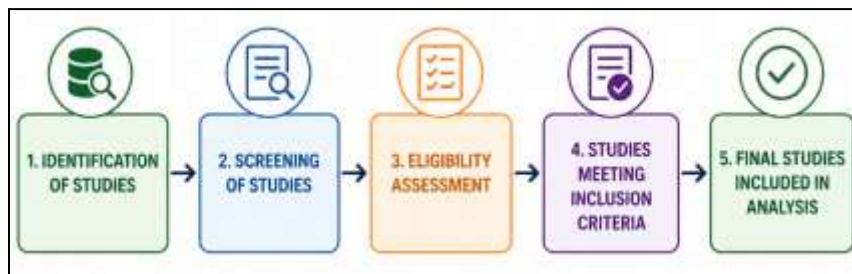 1. IDENTIFICATION
OF STUDIES
2. SCREENING
OF STUDIES
3. ELIGIBILITY
ASSESSMENT
4. STUDIES
MEETING
INCLUSION
CRITERIA
5. FINAL STUDIES
INCLUDED IN
ANALYSIS